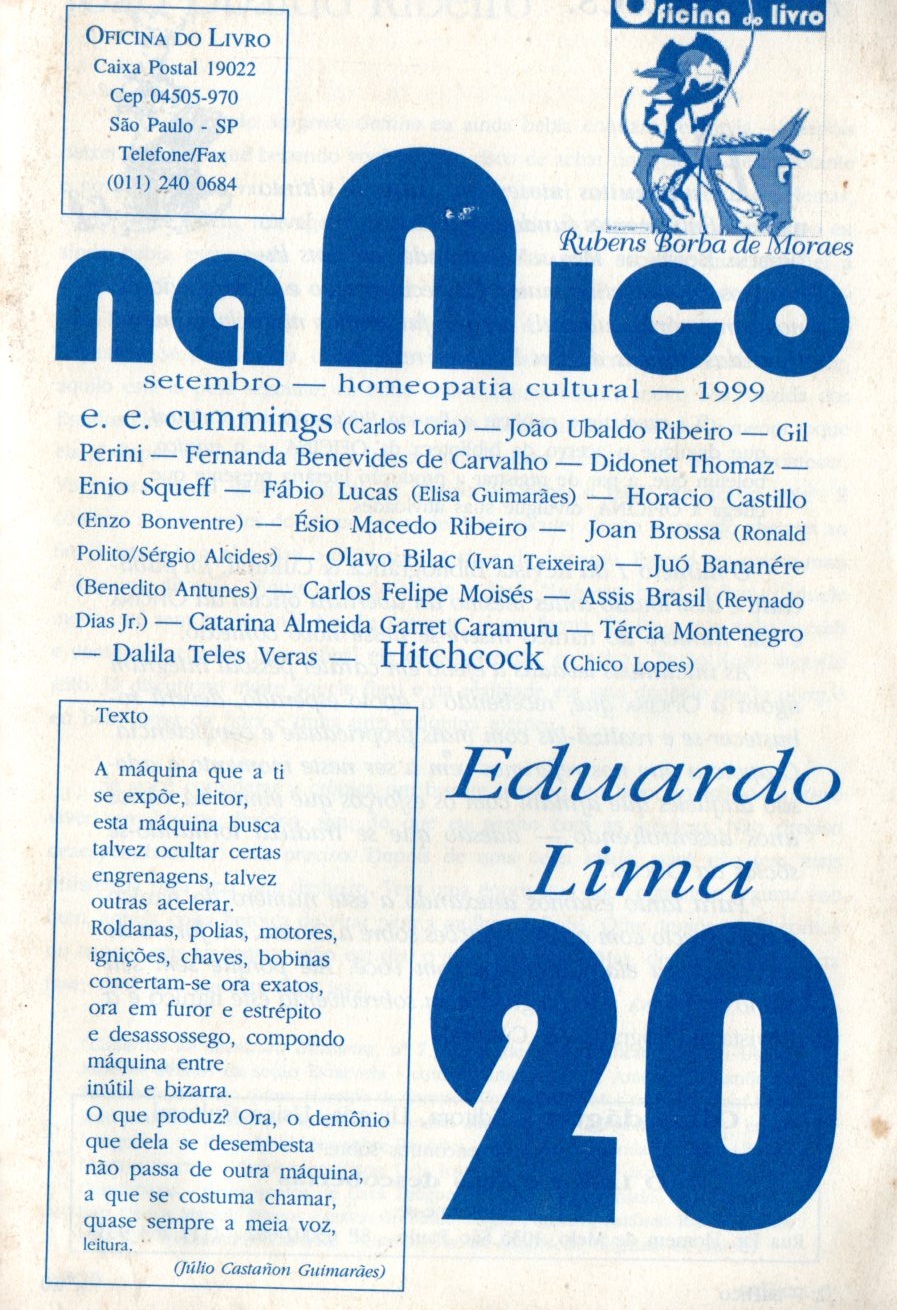 OFICINA DO LIVRO
Caixa Postal 19022
Cep 04505-970
São Paulo - SP
Telefone/Fax
(011) 240 0684
Oficina do livro
Rubens Borba de Moraes
nanico
setembro homeopatia cultural 1999
e. e. cummings (Carlos Loria) — João Ubaldo Ribeiro — Gil
Perini — Fernanda Benevides de Carvalho — Didonet Thomaz -
Enio Squeff — Fábio Lucas (Elisa Guimarães) — Horacio Castillo
(Enzo Bonventre) — Ésio Macedo Ribeiro — Joan Brossa (Ronald
Polito/Sérgio Alcides) — Olavo Bilac (Ivan Teixeira) — Juó Bananére
(Benedito Antunes) — Carlos Felipe Moisés — Assis Brasil (Reynaldo
Dias Jr.) — Catarina Almeida Garret Caramuru — Tércia Montenegro
— Dalila Teles Veras — Hitchcock (Chico Lopes)
Texto
A máquina que a ti
se expõe, leitor,
esta máquina busca
talvez ocultar certas
engrenagens, talvez
outras acelerar.
Roldanas, polias, motores,
ignições, chaves, bobinas
concertam-se ora exatos,
ora em furor e estrépito
e desassossego, compondo
máquina entre
inútil e bizarra.
O que produz? Ora, o demônio
que dela se desembesta
não passa de outra máquina,
a que se costuma chamar,
quase sempre a meia voz,
leitura.
(Júlio Castañon Guimarães)
Eduardo
Lima
20